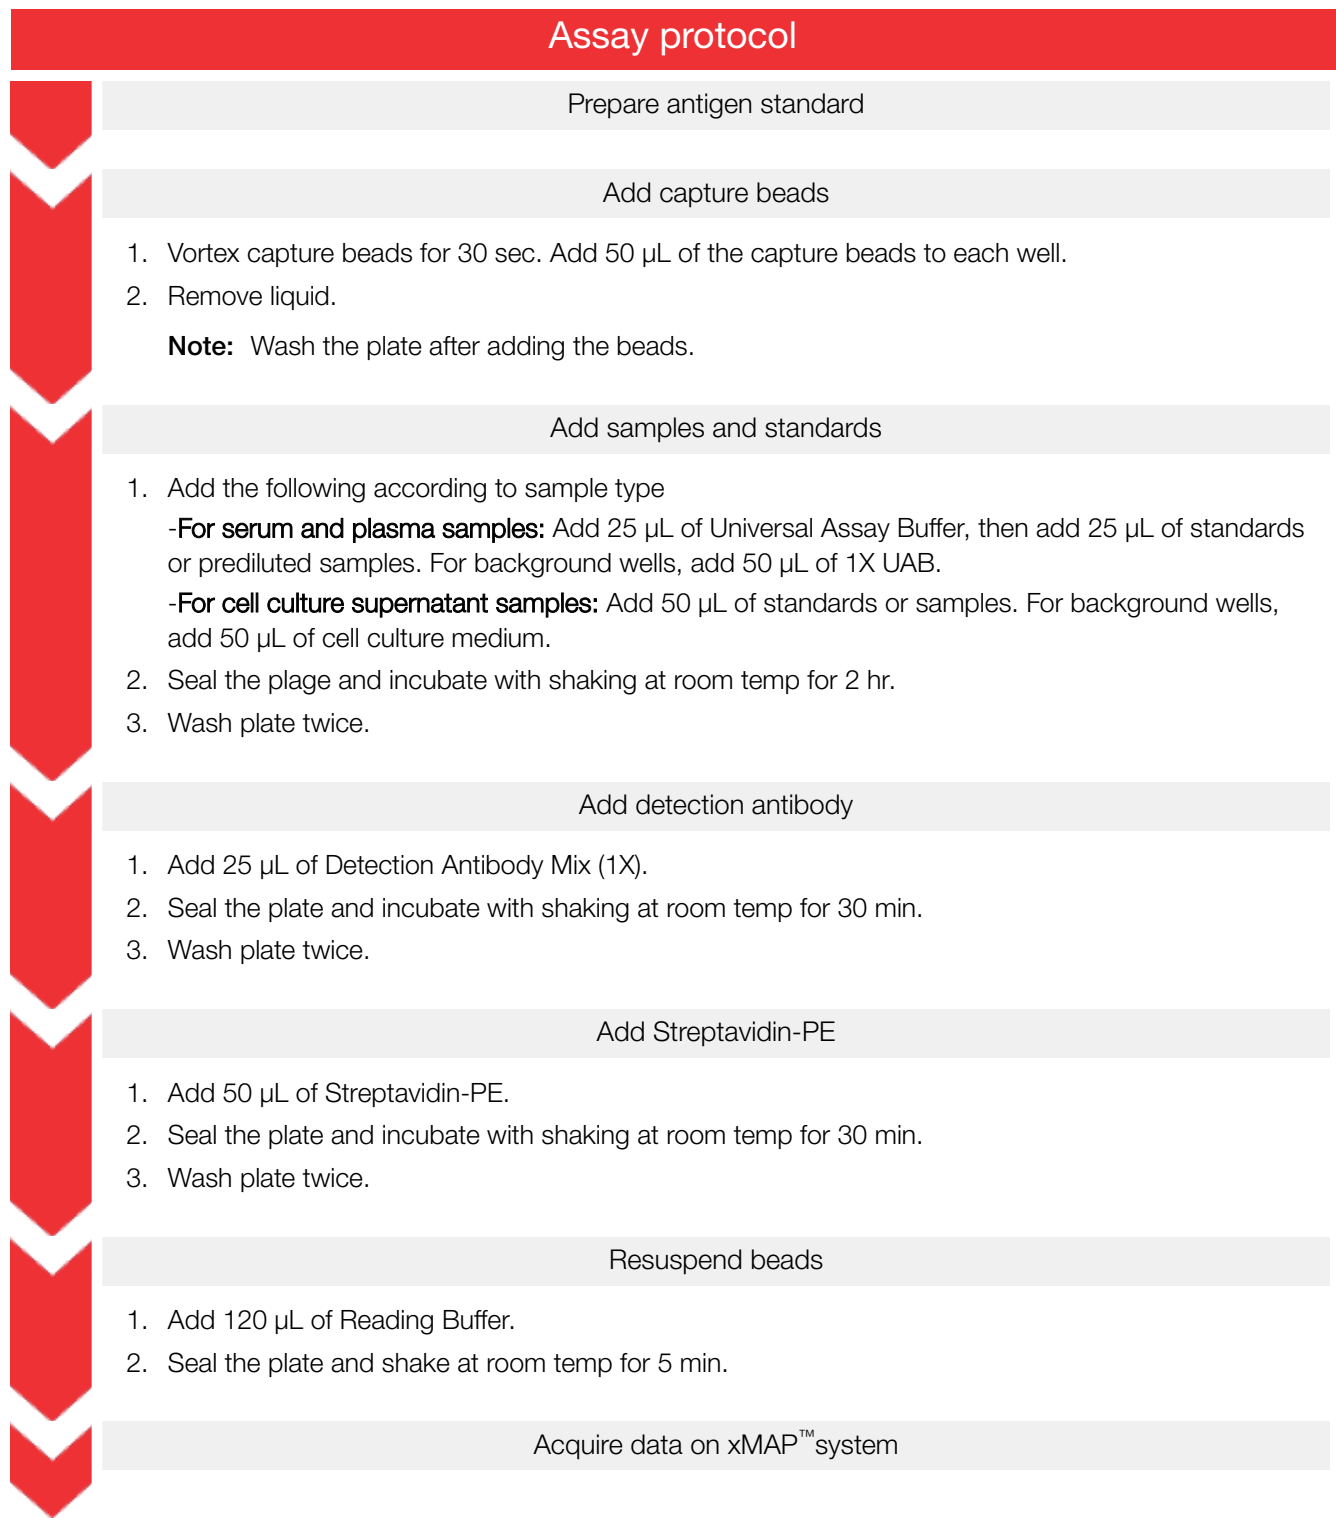 Assay protocol
Prepare antigen standard
Add capture beads
1. Vortex capture beads for 30 sec. Add 50 µL of the capture beads to each well.
2. Remove liquid.
Note: Wash the plate after adding the beads.
Add samples and standards
1. Add the following according to sample type
-For serum and plasma samples: Add 25 µL of Universal Assay Buffer, then add 25 µL of standards
or prediluted samples. For background wells, add 50 µL of 1X UAB.
-For cell culture supernatant samples: Add 50 µL of standards or samples. For background wells,
add 50 µL of cell culture medium.
2. Seal the plage and incubate with shaking at room temp for 2 hr.
3. Wash plate twice.
Add detection antibody
1. Add 25 µL of Detection Antibody Mix (1X).
2. Seal the plate and incubate with shaking at room temp for 30 min.
3. Wash plate twice.
Add Streptavidin-PE
1. Add 50 µL of Streptavidin-PE.
2. Seal the plate and incubate with shaking at room temp for 30 min.
3. Wash plate twice.
Resuspend beads
1. Add 120 µL of Reading Buffer.
2. Seal the plate and shake at room temp for 5 min.
Acquire data on xMAP™system